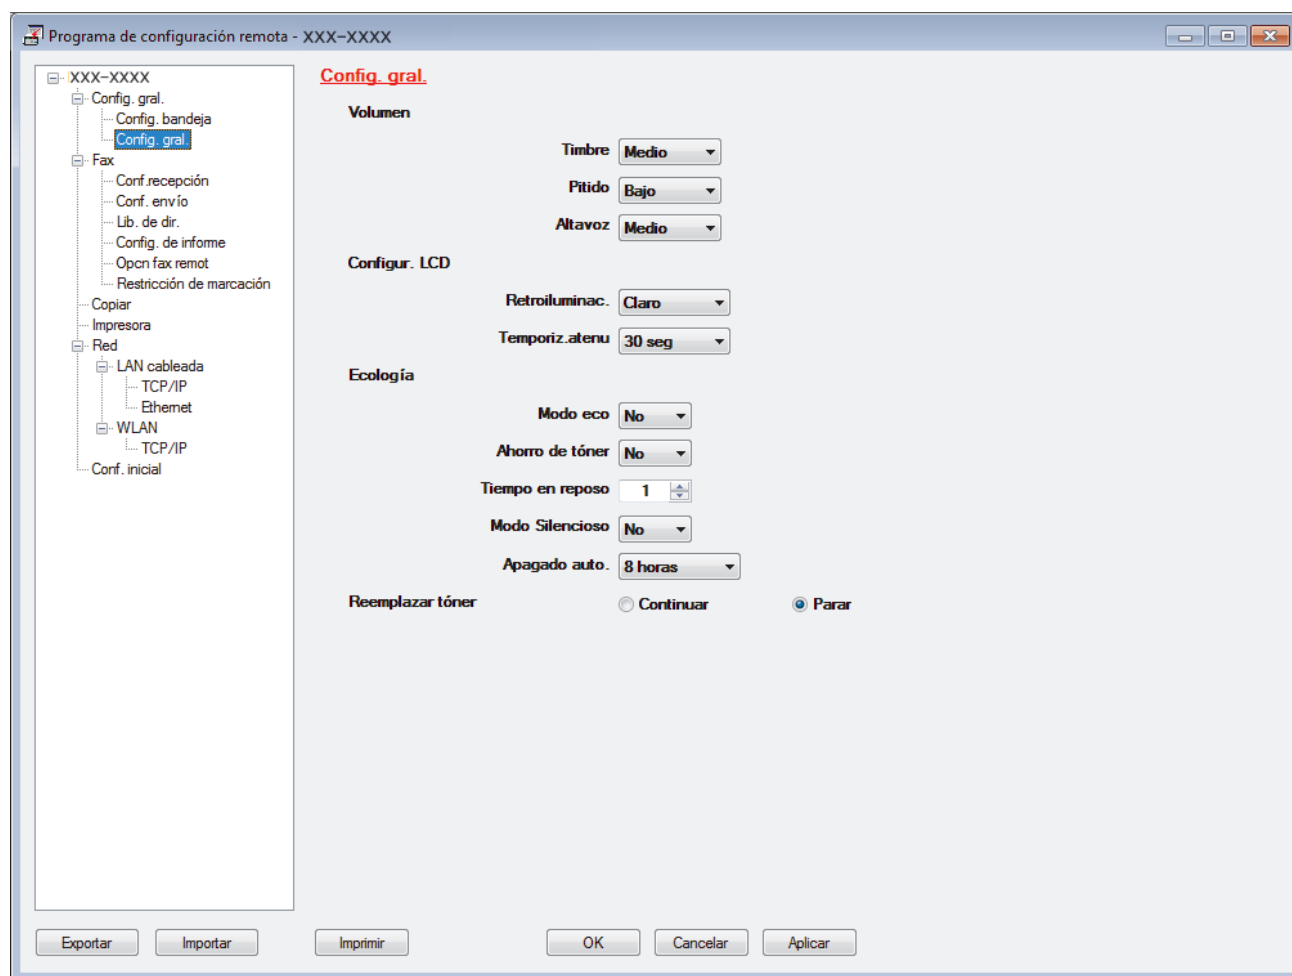 Programa de configuración remota - XXX-XXXX
XXX-XXXX
Config. gral.
Config. bandeja
Config. gral.
Fax
Conf.recepción
Conf. envío
Lib. de dir.
Config. de informe
Opcn fax remot
Restricción de marcación
Copiar
Impresora
Red
LAN cableada
TCP/IP
Ethernet
WLAN
TCP/IP
Conf. inicial
Config. gral.
Volumen
Timbre Medio
Pitido Bajo
Altavoz Medio
Configur. LCD
Retroiluminac. Claro
Temporiz.atenu 30 seg
Ecología
Modo eco No
Ahorro de tóner No
Tiempo en reposo 1
Modo Silencioso No
Apagado auto. 8 horas
Reemplazar tóner Continuar Parar
Exportar Importar Imprimir OK Cancelar Aplicar